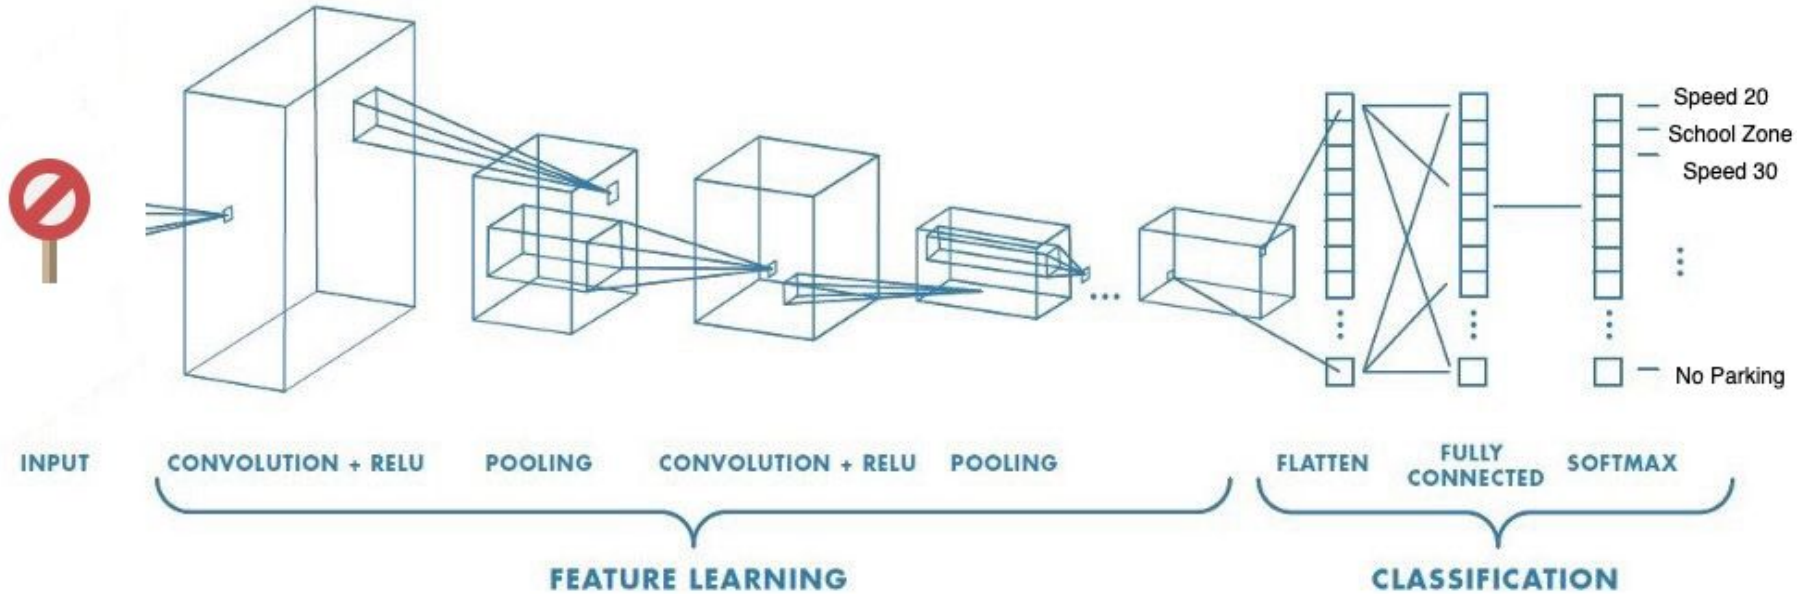 Speed 20
School Zone
Speed 30
No Parking
INPUT
CONVOLUTION + RELU
POOLING
CONVOLUTION + RELU
POOLING
FLATTEN
FULLY
CONNECTED
SOFTMAX
FEATURE LEARNING
CLASSIFICATION